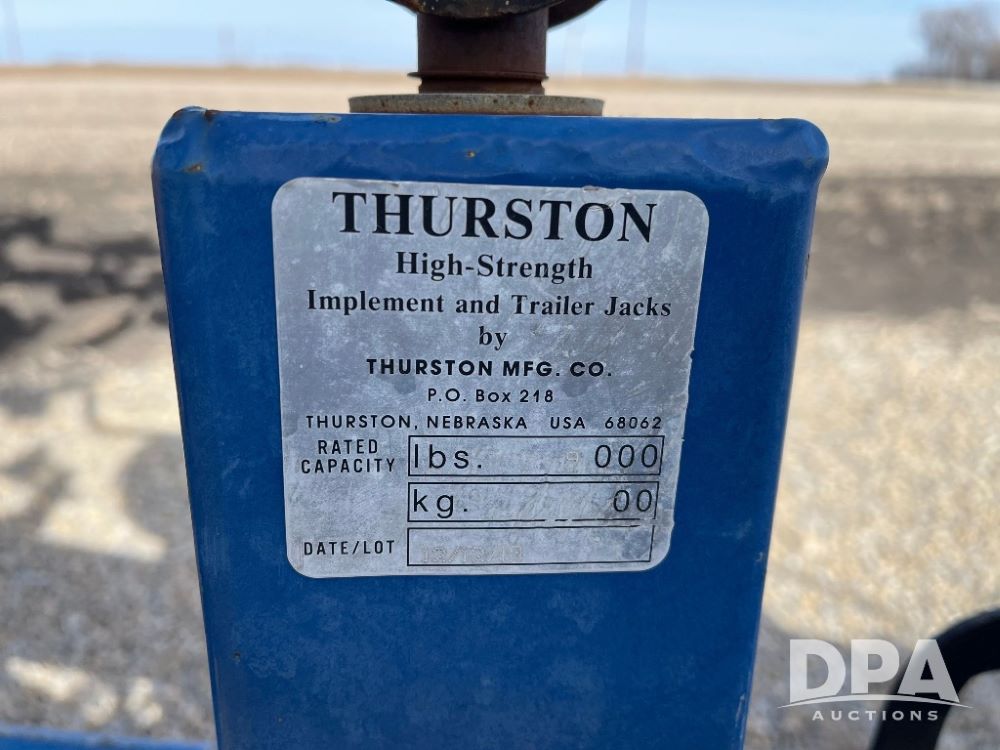 THURSTON
High-Strength
Implement and Trailer Jacks
by
THURSTON MFG. CO.
P.O. Box 218
THURSTON, NEBRASKA USA 68062
RATED CAPACITY lbs. 000
kg. 00
DATE/LOT
DPA
AUCTIONS